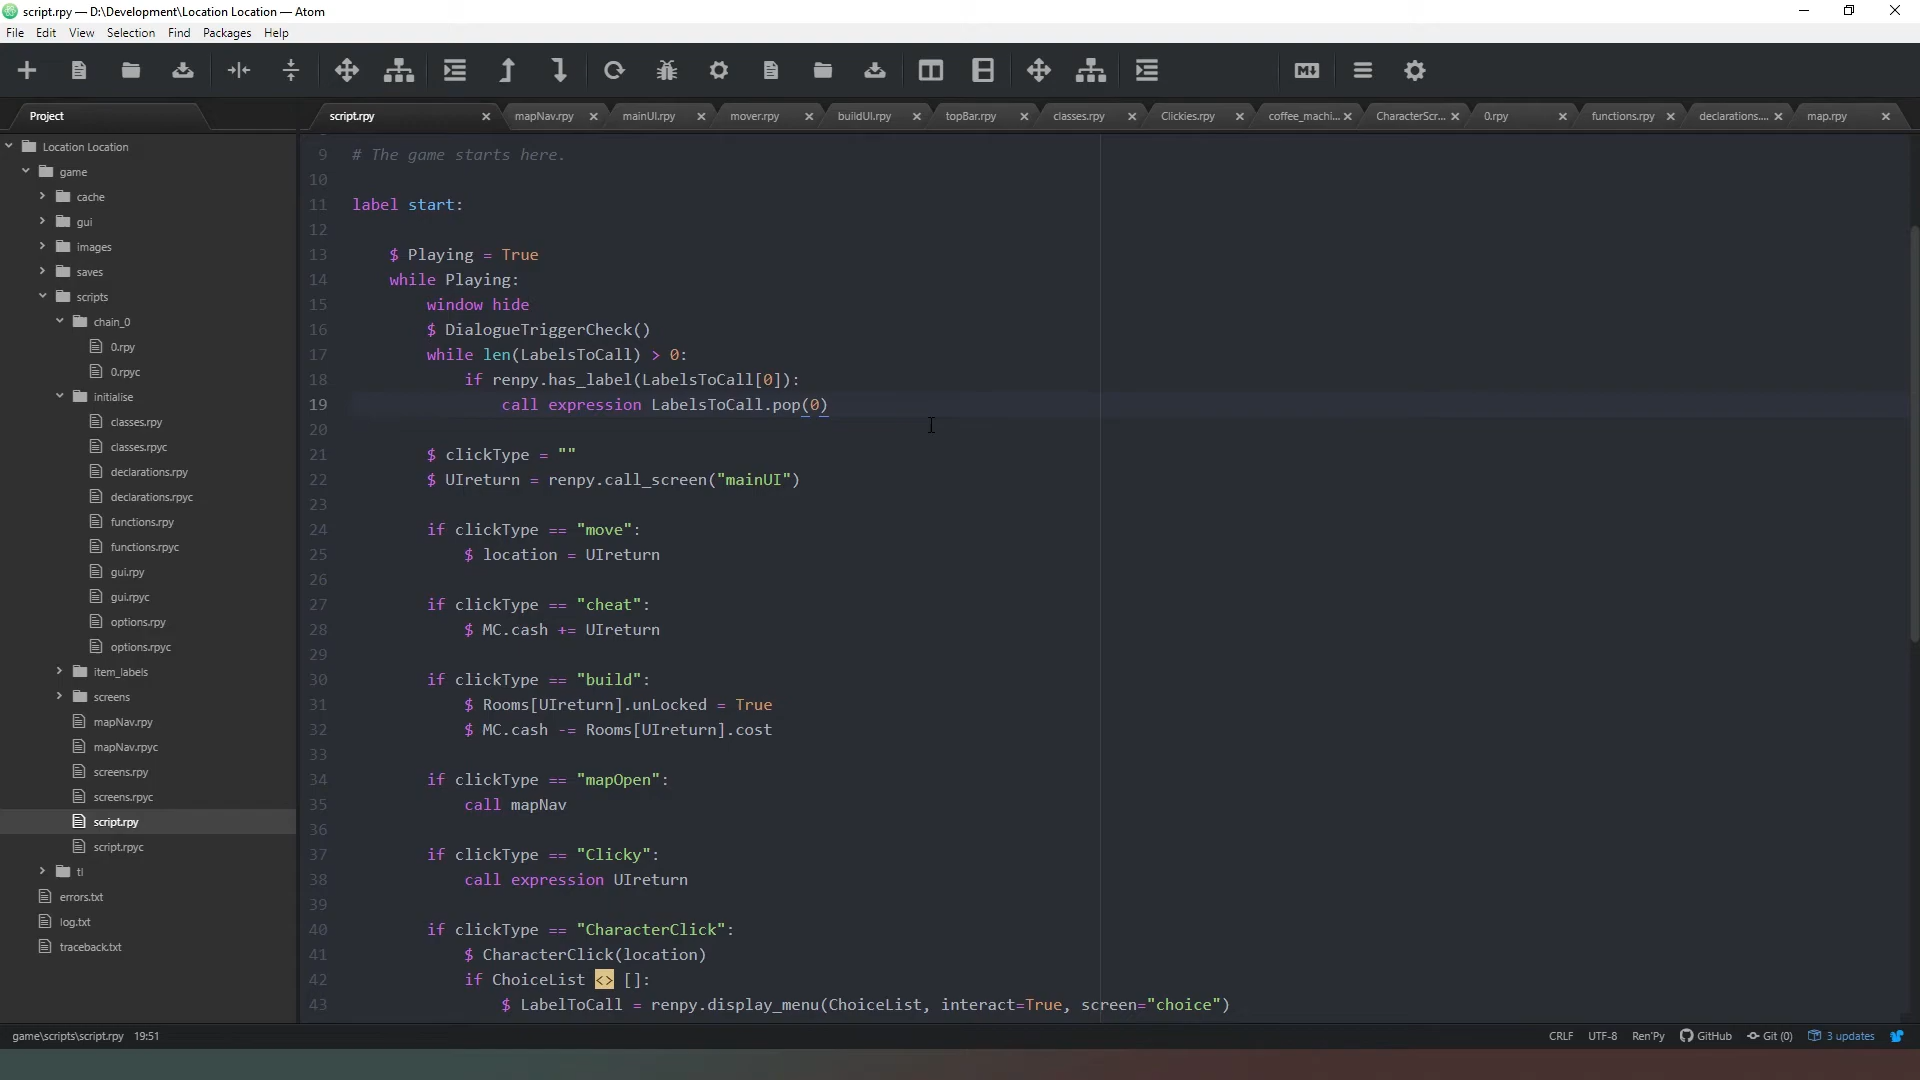 script.rpy — D:\Development\Location Location — Atom
File Edit View Selection Find Packages Help
Project
script.rpy mapNav.rpy mainUI.rpy mover.rpy buildUI.rpy topBar.rpy classes.rpy Clickies.rpy coffee_machi... CharacterScr... 0.rpy functions.rpy declarations.... map.rpy
Location Location
game
cache
gui
images
saves
scripts
chain_0
0.rpy
0.rpyc
initialise
classes.rpy
classes.rpyc
declarations.rpy
declarations.rpyc
functions.rpy
functions.rpyc
gui.rpy
gui.rpyc
options.rpy
options.rpyc
item_labels
screens
mapNav.rpy
mapNav.rpyc
screens.rpy
screens.rpyc
script.rpy
script.rpyc
tl
errors.txt
log.txt
traceback.txt
9 # The game starts here.
10
11 label start:
12
13 $ Playing = True
14 while Playing:
15 window hide
16 $ DialogueTriggerCheck()
17 while len(LabelsToCall) > 0:
18 if renpy.has_label(LabelsToCall[0]):
19 call expression LabelsToCall.pop(0)
20
21 $ clickType = ""
22 $ UIreturn = renpy.call_screen("mainUI")
23
24 if clickType == "move":
25 $ location = UIreturn
26
27 if clickType == "cheat":
28 $ MC.cash += UIreturn
29
30 if clickType == "build":
31 $ Rooms[UIreturn].unLocked = True
32 $ MC.cash -= Rooms[UIreturn].cost
33
34 if clickType == "mapOpen":
35 call mapNav
36
37 if clickType == "Clicky":
38 call expression UIreturn
39
40 if clickType == "CharacterClick":
41 $ CharacterClick(location)
42 if ChoiceList <> []:
43 $ LabelToCall = renpy.display_menu(ChoiceList, interact=True, screen="choice")
game\scripts\script.rpy 19:51 CRLF UTF-8 Ren'Py GitHub Git (0) 3 updates